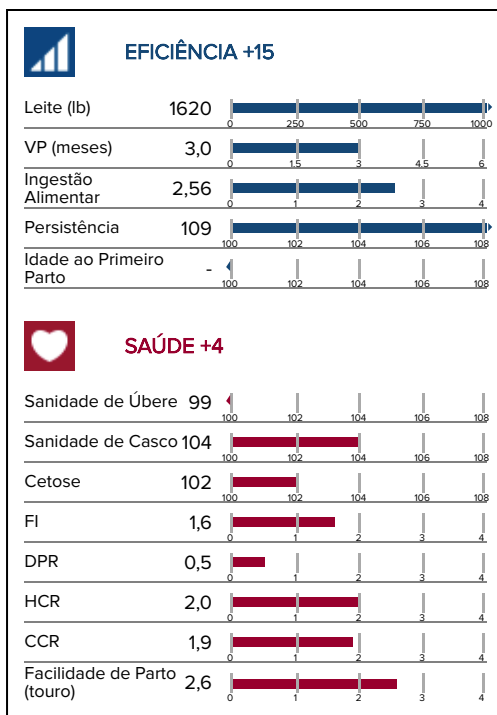 EFICIÊNCIA +15
Leite (lb) 1620
0 250 500 750 1000
VP (meses) 3,0
0 1.5 3 4.5 6
Ingestão
Alimentar 2,56
0 1 2 3 4
Persistência 109
100 102 104 106 108
Idade ao Primeiro
Parto -
100 102 104 106 108
SAÚDE +4
Sanidade de Úbere 99
100 102 104 106 108
Sanidade de Casco 104
100 102 104 106 108
Cetose 102
100 102 104 106 108
FI 1,6
0 1 2 3 4
DPR 0,5
0 1 2 3 4
HCR 2,0
0 1 2 3 4
CCR 1,9
0 1 2 3 4
Facilidade de Parto
(touro) 2,6
0 1 2 3 4